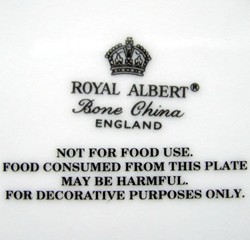 ROYAL ALBERT®
Bone China
ENGLAND
NOT FOR FOOD USE.
FOOD CONSUMED FROM THIS PLATE
MAY BE HARMFUL.
FOR DECORATIVE PURPOSES ONLY.